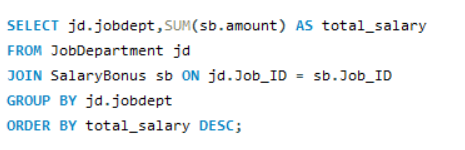 SELECT jd.jobdept,SUM(sb.amount) AS total_salary
FROM JobDepartment jd
JOIN SalaryBonus sb ON jd.Job_ID = sb.Job_ID
GROUP BY jd.jobdept
ORDER BY total_salary DESC;